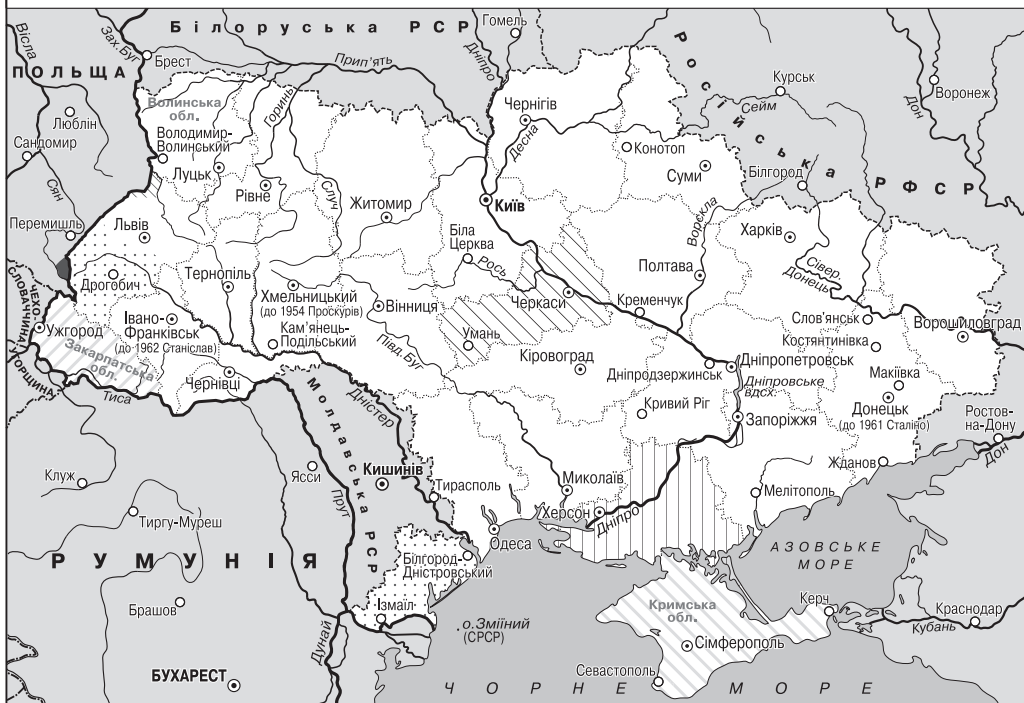 Білоруська РСР
Гомель
Вісла
Зах.Буг
Брест
Прип'ять
Дніпро
Російська РФСР
Курськ
Сейм
Дон
Воронеж
ПОЛЬЩА
Люблін
Сандомир
Волинська
обл.
Горинь
Чернігів
Десна
Конотоп
Володимир-
Волинський
Луцьк
Рівне
Случ
Суми
Білгород
Сян
Перемишль
Житомир
Київ
Ворскла
Львів
Біла
Церква
Рось
Харків
Дрогобич
Тернопіль
Хмельницький
(до 1954 Проскурів)
Вінниця
Черкаси
Полтава
Кременчук
Сівер.
Донець
ЧЕХО-
СЛОВАЧЧИНА
Ужгород
Івано-
Франківськ
(до 1962 Станіслав)
Кам'янець-
Подільський
Умань
Слов'янськ
Ворошиловград
Костянтинівка
Закарпатська
обл.
Півд.Буг
Кіровоград
Дніпропетровськ
Дніпродзержинськ
Дніпровське
вдсх.
Макіївка
УГОРЩИНА
Чернівці
Тиса
Молдавська РСР
Дністер
Кривий Ріг
Запоріжжя
Донецьк
(до 1961 Сталіно)
Ростов-
на-Дону
Дон
Жданов
Клуж
Ясси
Прут
Кишинів
Тирасполь
Миколаїв
Херсон
Дніпро
Мелітополь
Тиргу-Муреш
РУМУНІЯ
Одеса
Білгород-
Дністровський
АЗОВСЬКЕ
МОРЕ
Брашов
Ізмаїл
о.Зміїний
(СРСР)
Кримська
обл.
Керч
Краснодар
Кубань
Сімферополь
Дунай
БУХАРЕСТ
Севастополь
ЧОРНЕ МОРЕ